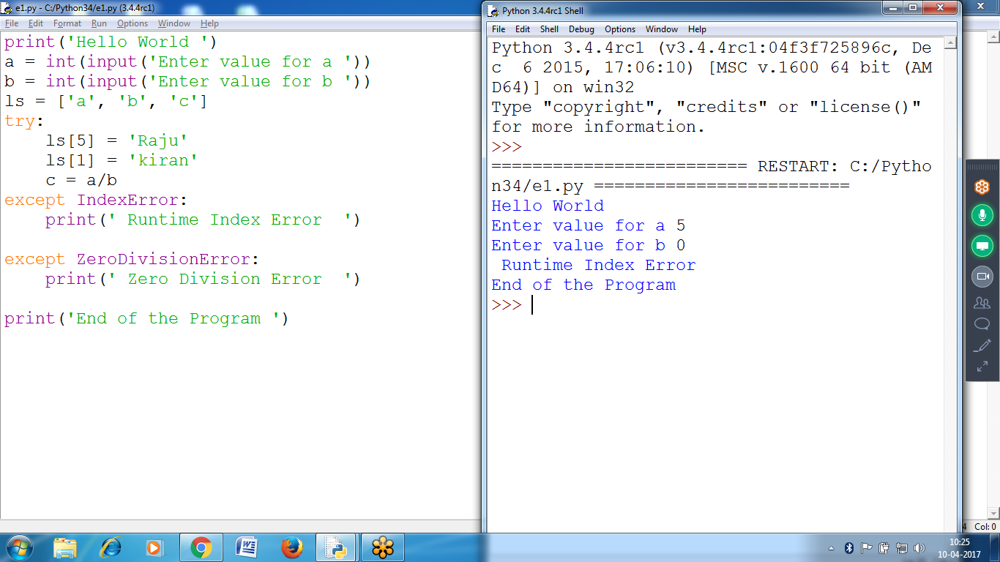 e1.py - C:/Python34/e1.py (3.4.4rc1)
File Edit Format Run Options Window Help
print('Hello World ')
a = int(input('Enter value for a '))
b = int(input('Enter value for b '))
ls = ['a', 'b', 'c']
try:
    ls[5] = 'Raju'
    ls[1] = 'kiran'
    c = a/b
except IndexError:
    print(' Runtime Index Error  ')
except ZeroDivisionError:
    print(' Zero Division Error  ')
print('End of the Program ')
Python 3.4.4rc1 Shell
File Edit Shell Debug Options Window Help
Python 3.4.4rc1 (v3.4.4rc1:04f3f725896c, De
c  6 2015, 17:06:10) [MSC v.1600 64 bit (AM
D64)] on win32
Type "copyright", "credits" or "license()"
for more information.
>>>
========================= RESTART: C:/Pytho
n34/e1.py =========================
Hello World
Enter value for a 5
Enter value for b 0
 Runtime Index Error
End of the Program
>>>
4 Col: 0
10:25
10-04-2017